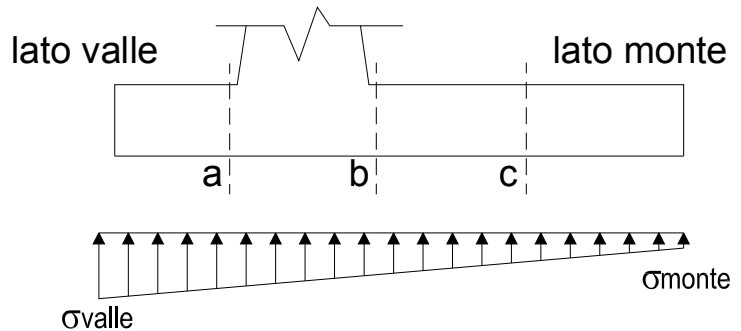 lato valle
lato monte
a
b
c
σmonte
σvalle